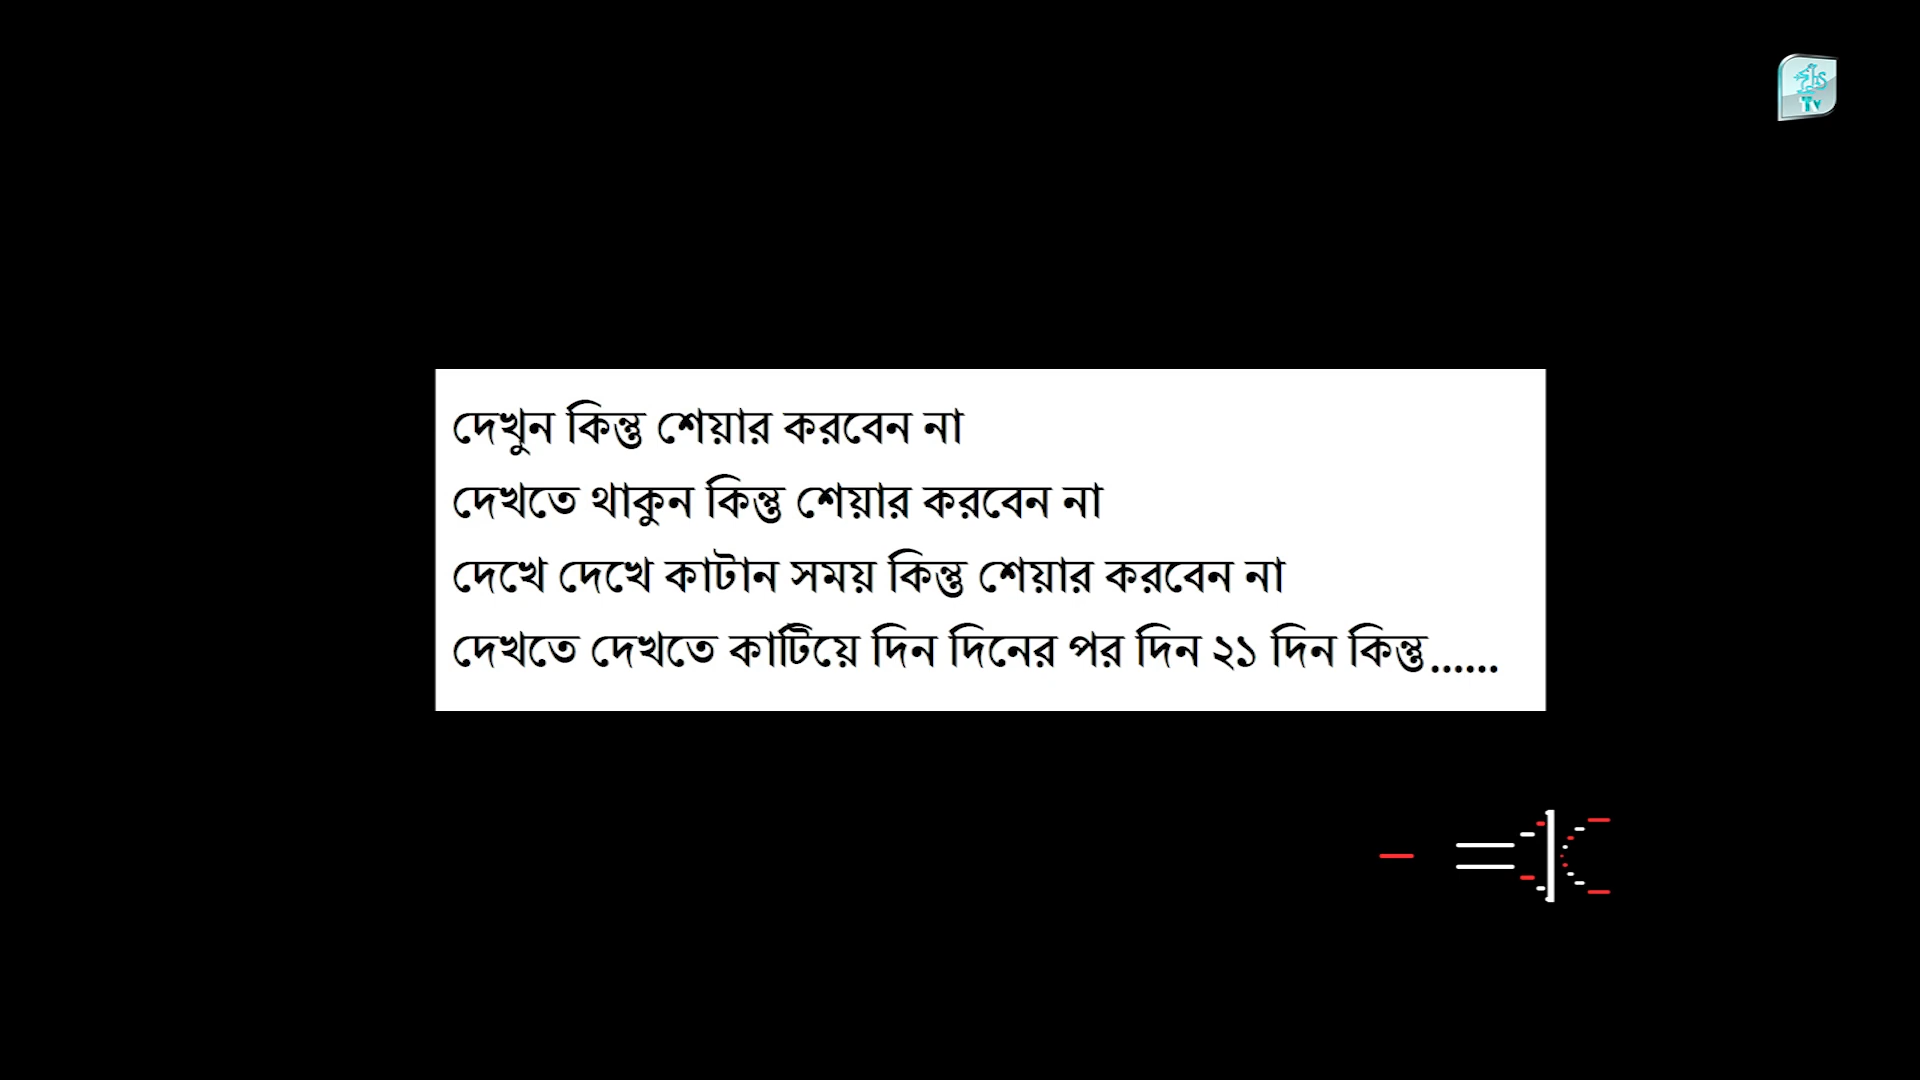 দেখুন কিন্তু শেয়ার করবেন না
দেখতে থাকুন কিন্তু শেয়ার করবেন না
দেখে দেখে কাটান সময় কিন্তু শেয়ার করবেন না
দেখতে দেখতে কাটিয়ে দিন দিনের পর দিন ২১ দিন কিন্তু......